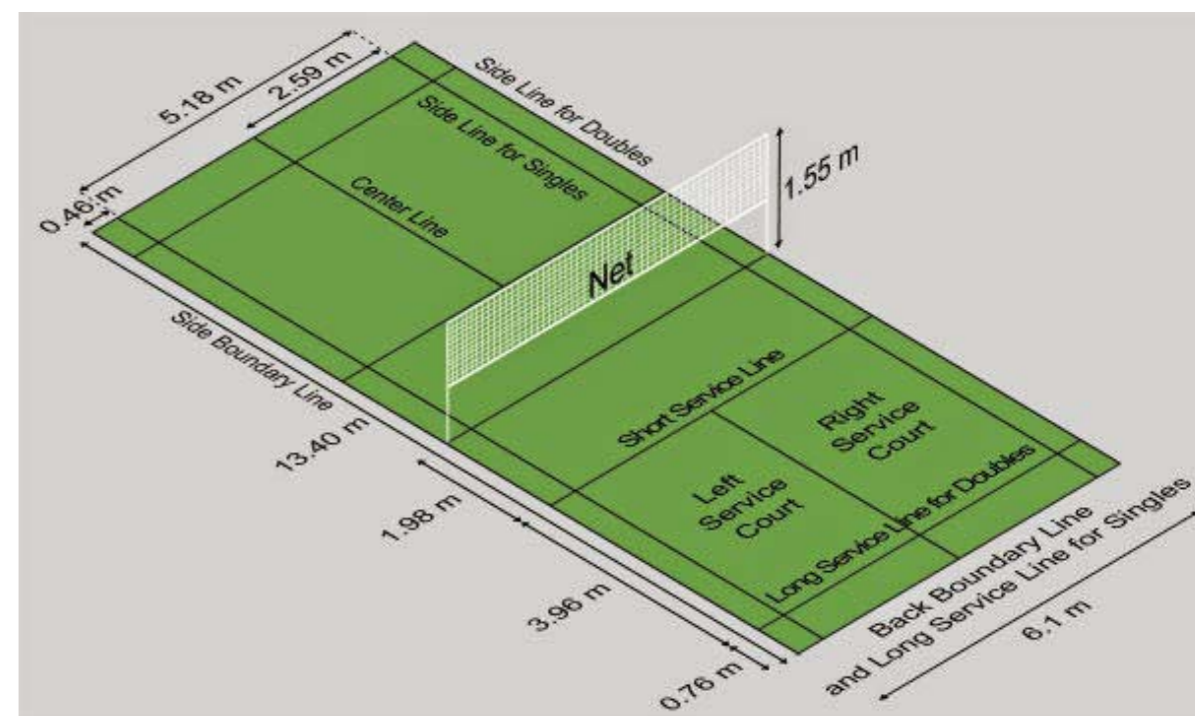 5.18 m
2.59 m
0.46 m
Side Line for Doubles
Side Line for Singles
Center Line
1.55 m
Net
Side Boundary Line
13.40 m
Short Service Line
Right
Service
Court
Left
Service
Court
1.98 m
Long Service Line for Doubles
3.96 m
Back Boundary Line
and Long Service Line for Singles
0.76 m
6.1 m